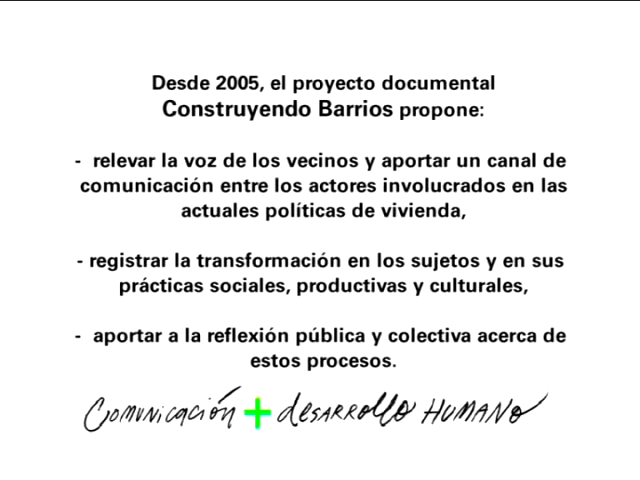 Desde 2005, el proyecto documental
Construyendo Barrios propone:
- relevar la voz de los vecinos y aportar un canal de
comunicación entre los actores involucrados en las
actuales políticas de vivienda,
- registrar la transformación en los sujetos y en sus
prácticas sociales, productivas y culturales,
- aportar a la reflexión pública y colectiva acerca de
estos procesos.
Comunicación + desarrollo humano